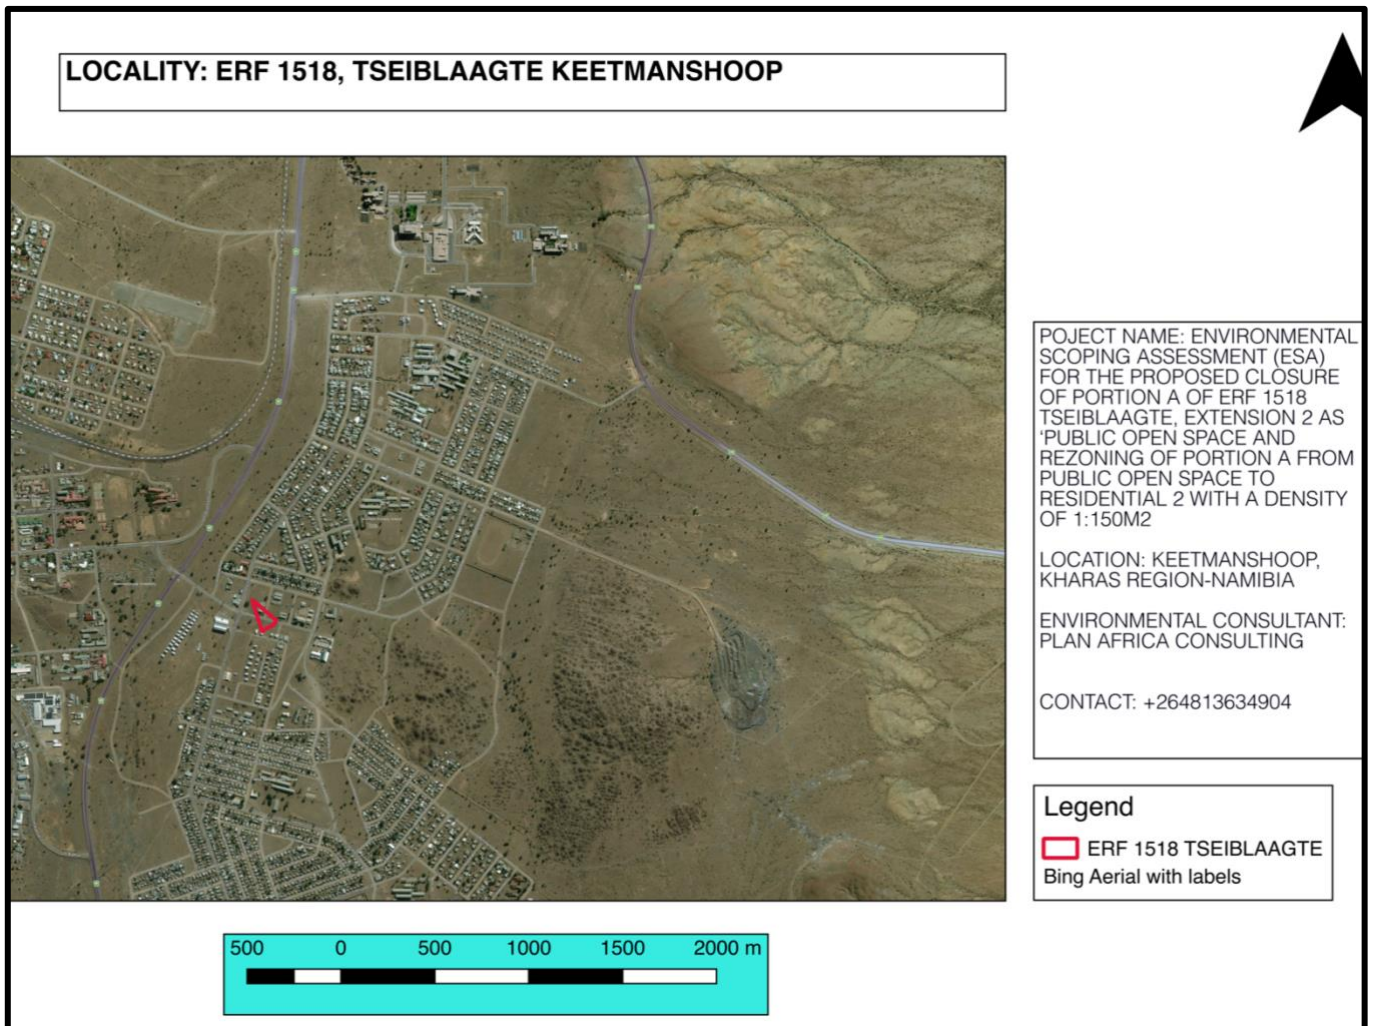 LOCALITY: ERF 1518, TSEIBLAAGTE KEETMANSHOOP
POJECT NAME: ENVIRONMENTAL
SCOPING ASSESSMENT (ESA)
FOR THE PROPOSED CLOSURE
OF PORTION A OF ERF 1518
TSEIBLAAGTE, EXTENSION 2 AS
‘PUBLIC OPEN SPACE AND
REZONING OF PORTION A FROM
PUBLIC OPEN SPACE TO
RESIDENTIAL 2 WITH A DENSITY
OF 1:150M2
LOCATION: KEETMANSHOOP,
KHARAS REGION-NAMIBIA
ENVIRONMENTAL CONSULTANT:
PLAN AFRICA CONSULTING
CONTACT: +264813634904
Legend
ERF 1518 TSEIBLAAGTE
Bing Aerial with labels
500 0 500 1000 1500 2000 m